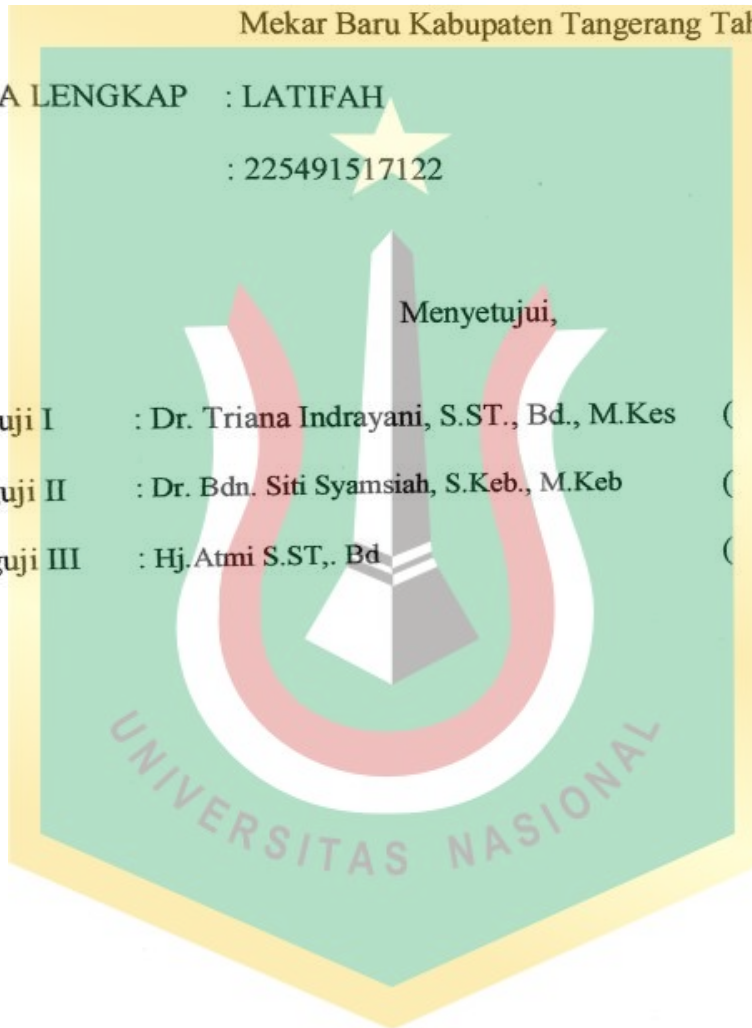 Mekar Baru Kabupaten Tangerang Tah
A LENGKAP : LATIFAH
: 225491517122
Menyetujui,
uji I : Dr. Triana Indrayani, S.ST., Bd., M.Kes (
uji II : Dr. Bdn. Siti Syamsiah, S.Keb., M.Keb (
guji III : Hj.Atmi S.ST,. Bd (
UNIVERSITAS NASIONAL